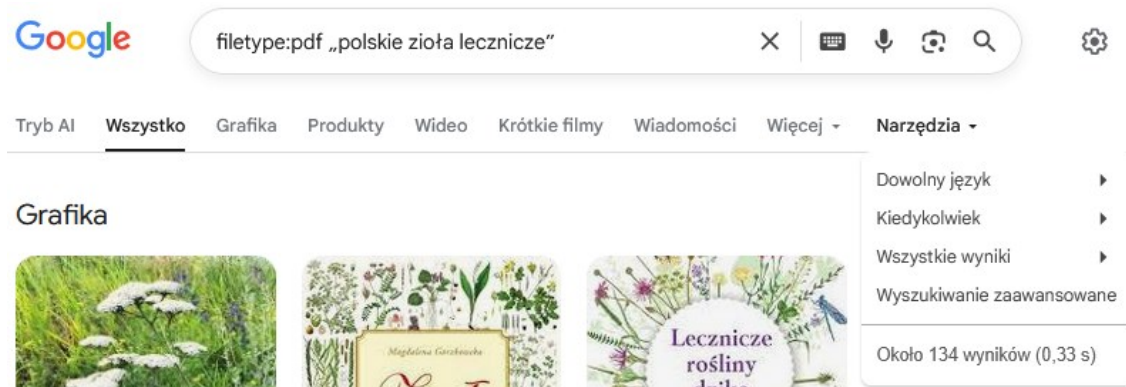 Google
filetype:pdf „polskie zioła lecznicze”
Tryb AI Wszystko Grafika Produkty Wideo Krótkie filmy Wiadomości Więcej Narzędzia
Dowolny język
Kiedykolwiek
Wszystkie wyniki
Wyszukiwanie zaawansowane
Około 134 wyników (0,33 s)
Grafika
Magdalena Gorzkowska
Lecznicze
rośliny